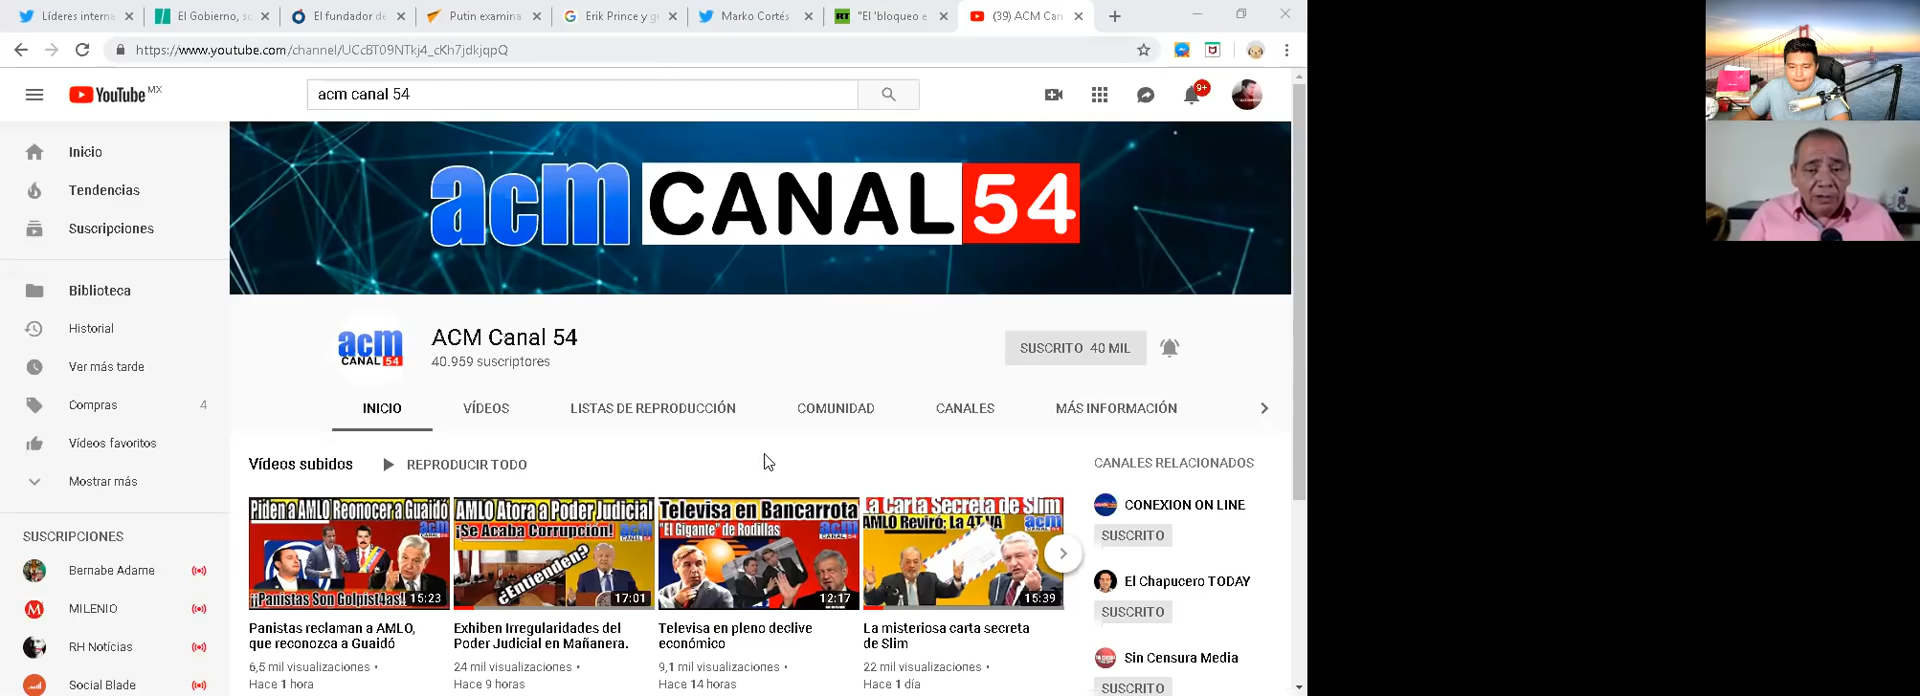 Líderes interna
El Gobierno, so
El fundador de
Putin examina
Erik Prince y g
Marko Cortés
"El 'bloqueo e
(39) ACM Can
https://www.youtube.com/channel/UCcBT09NTkj4_cKh7jdkjqpQ
YouTube MX
acm canal 54
9+
Inicio
Tendencias
Suscripciones
Biblioteca
Historial
Ver más tarde
Compras 4
Vídeos favoritos
Mostrar más
SUSCRIPCIONES
Bernabe Adame
MILENIO
RH Notícias
Social Blade
acm CANAL 54
acm
CANAL 54
ACM Canal 54
40.959 suscriptores
SUSCRITO 40 MIL
INICIO
VÍDEOS
LISTAS DE REPRODUCCIÓN
COMUNIDAD
CANALES
MÁS INFORMACIÓN
Vídeos subidos
REPRODUCIR TODO
Piden a AMLO Reconocer a Guaidó
acm
¡¡Panistas Son Golpist4as!!
15:23
Panistas reclaman a AMLO,
que reconozca a Guaidó
6,5 mil visualizaciones •
Hace 1 hora
AMLO Atora a Poder Judicial
¡Se Acaba Corrupción!
acm
¿Entienden?
17:01
Exhiben Irregularidades del
Poder Judicial en Mañanera.
24 mil visualizaciones •
Hace 9 horas
Televisa en Bancarrota
"El Gigante" de Rodillas
acm
12:17
Televisa en pleno declive
económico
9,1 mil visualizaciones •
Hace 14 horas
la Carta Secreta de Slim
AMLO Reviró: La 4T VA
acm
15:39
La misteriosa carta secreta
de Slim
22 mil visualizaciones •
Hace 1 día
CANALES RELACIONADOS
CONEXION ON LINE
SUSCRITO
El Chapucero TODAY
SUSCRITO
Sin Censura Media
SUSCRITO